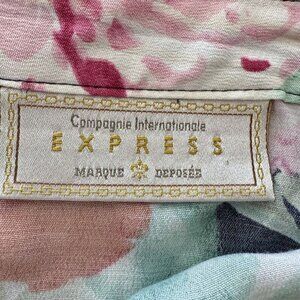 Compagnie Internationale
EXPRESS
MARQUE DEPOSÉE